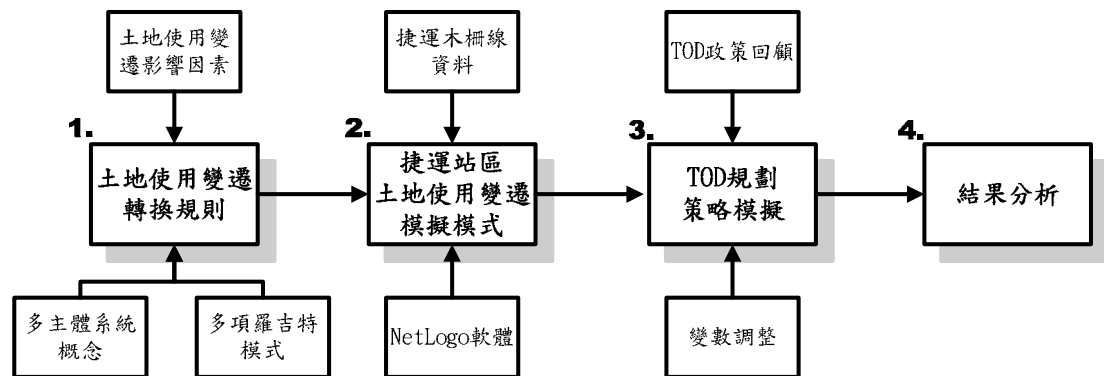 土地使用變
遷影響因素
捷運木柵線
資料
TOD政策回顧
1.
土地使用變遷
轉換規則
2.
捷運站區
土地使用變遷
模擬模式
3.
TOD規劃
策略模擬
4.
結果分析
多主體系統
概念
多項羅吉特
模式
NetLogo軟體
變數調整